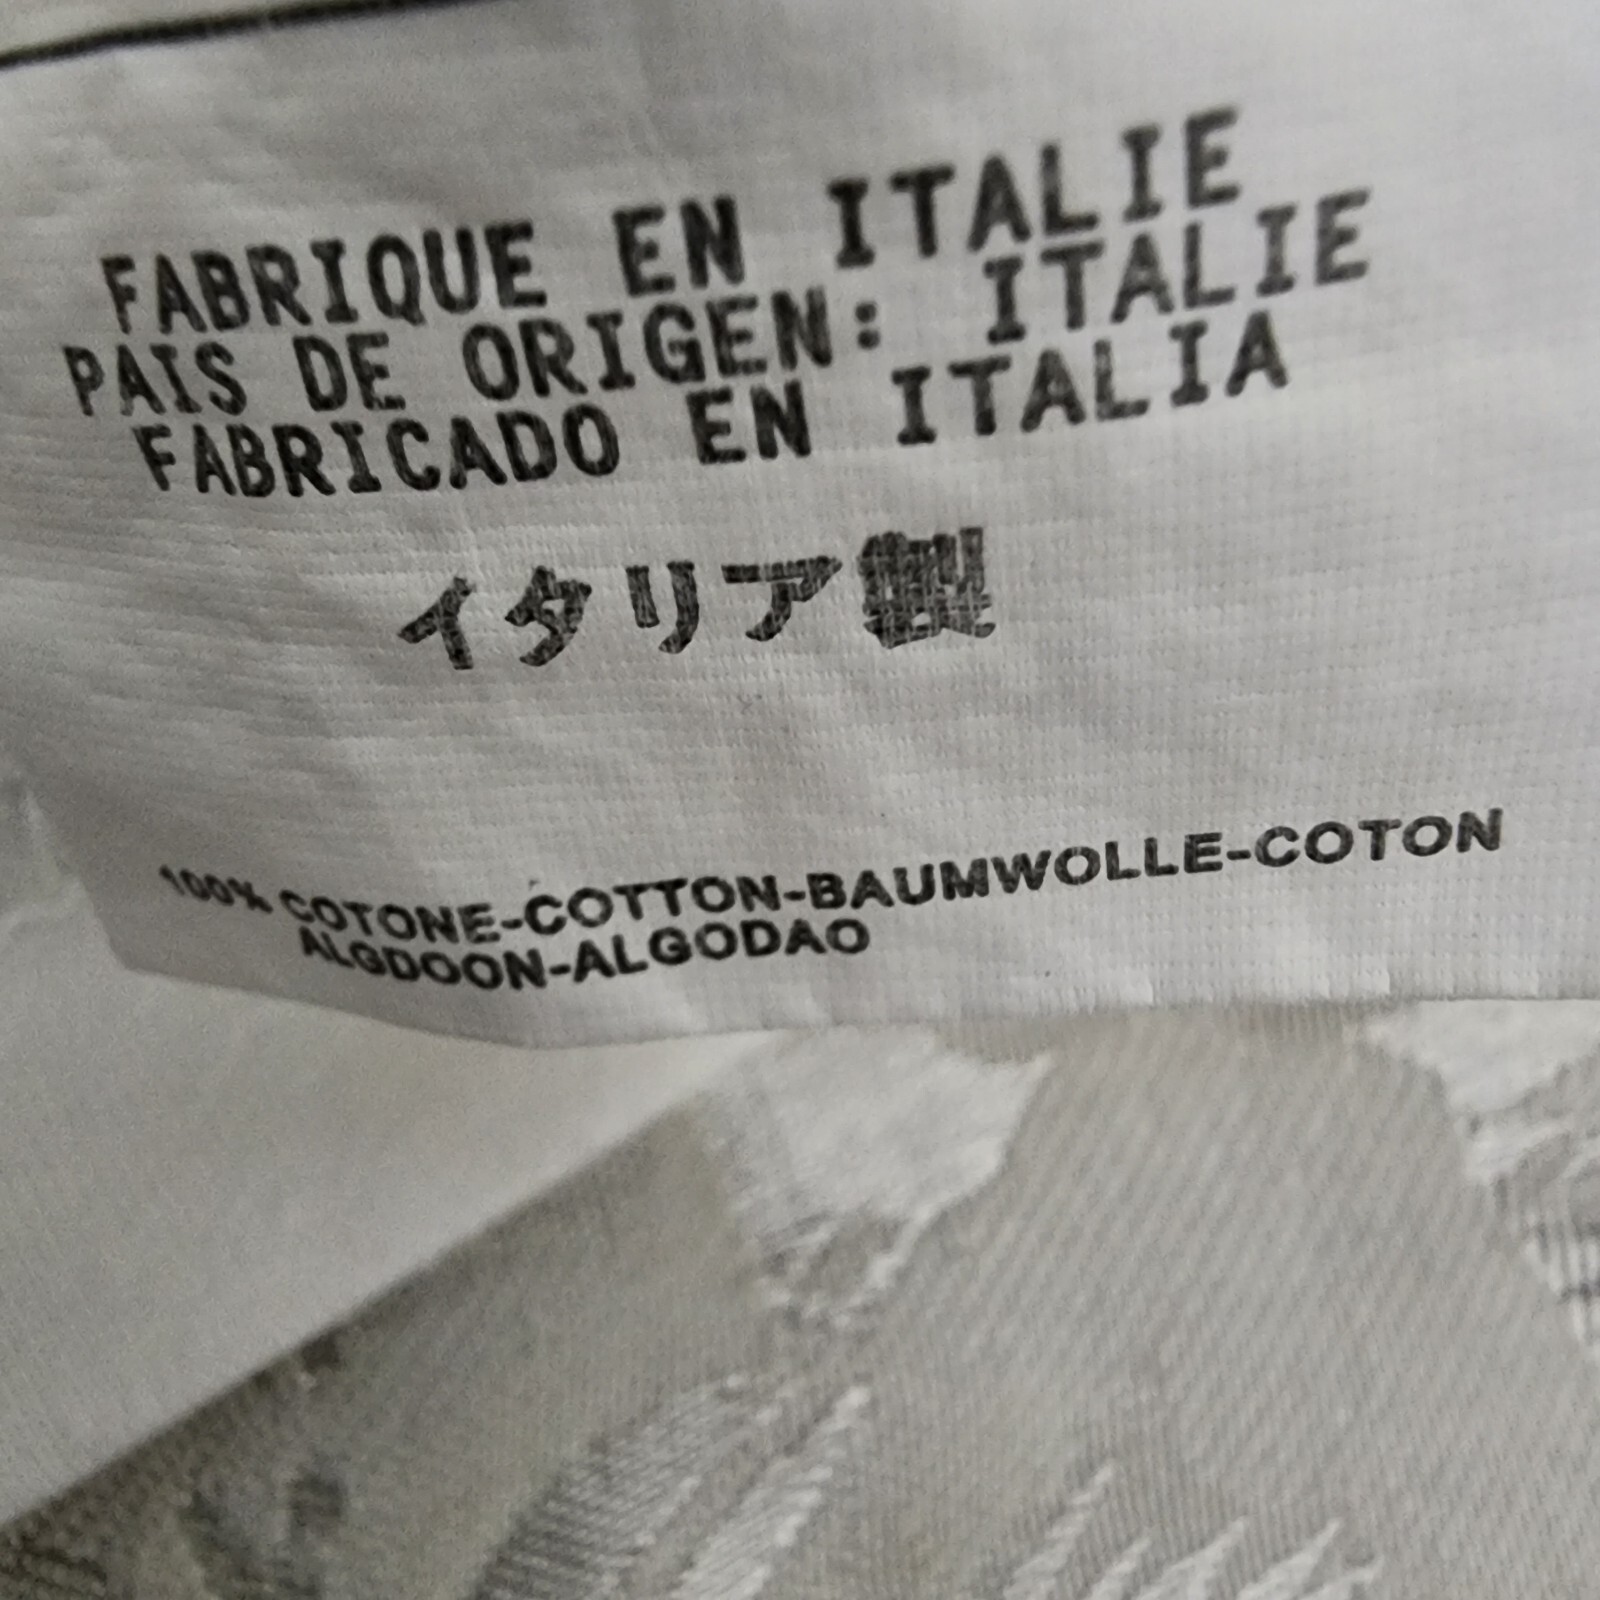 FABRIQUE EN ITALIE
PAIS DE ORIGEN: ITALIE
FABRICADO EN ITALIA
イタリア製
100% COTONE-COTTON-BAUMWOLLE-COTON
ALGDOON-ALGODAO